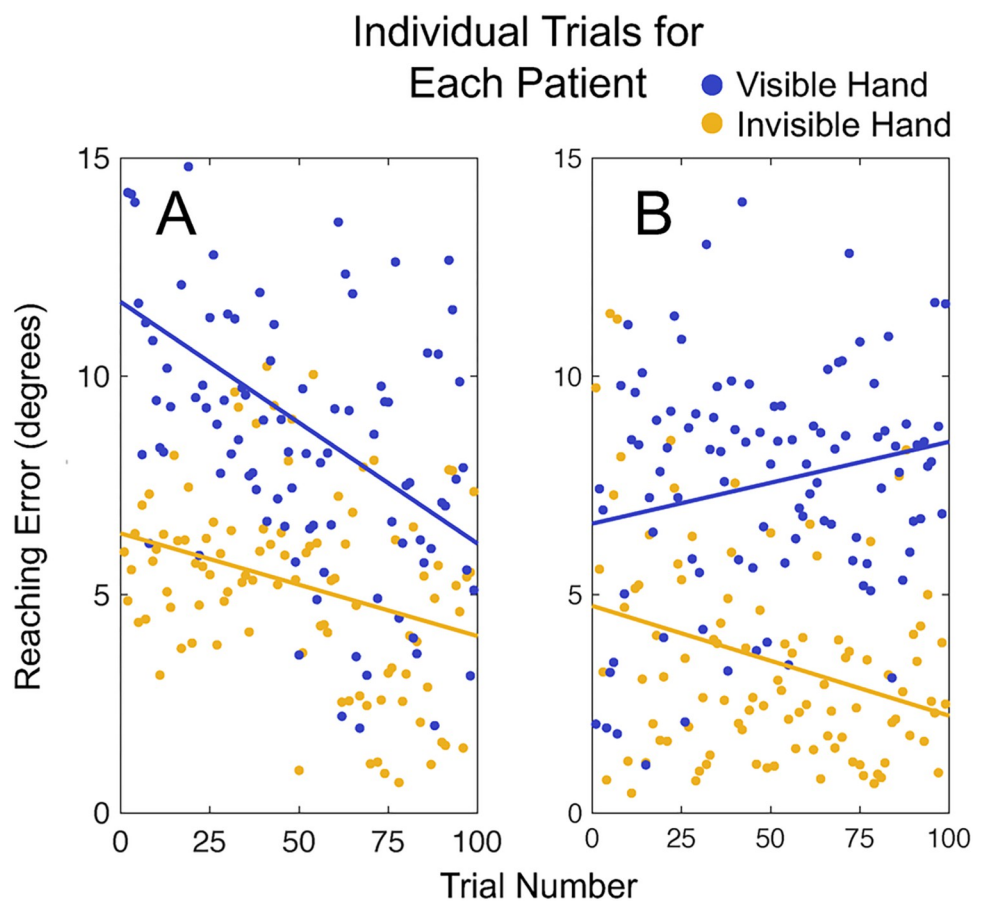 Individual Trials for
Each Patient
Visible Hand
Invisible Hand
A
B
Reaching Error (degrees)
15
10
5
0
0 25 50 75 100
15
10
5
0
0 25 50 75 100
Trial Number